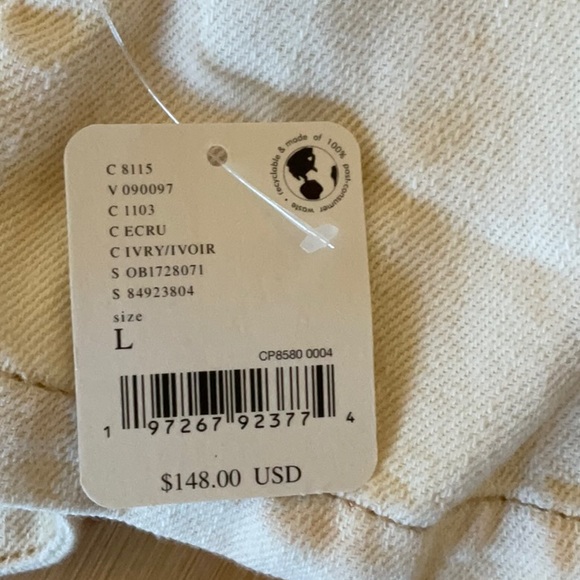 recyclable & made of 100% post-consumer waste •
C 8115
V 090097
C 1103
C ECRU
C IVRY/IVOIR
S OB1728071
S 84923804
size
L
CP8580 0004
1 97267 92377 4
$148.00 USD